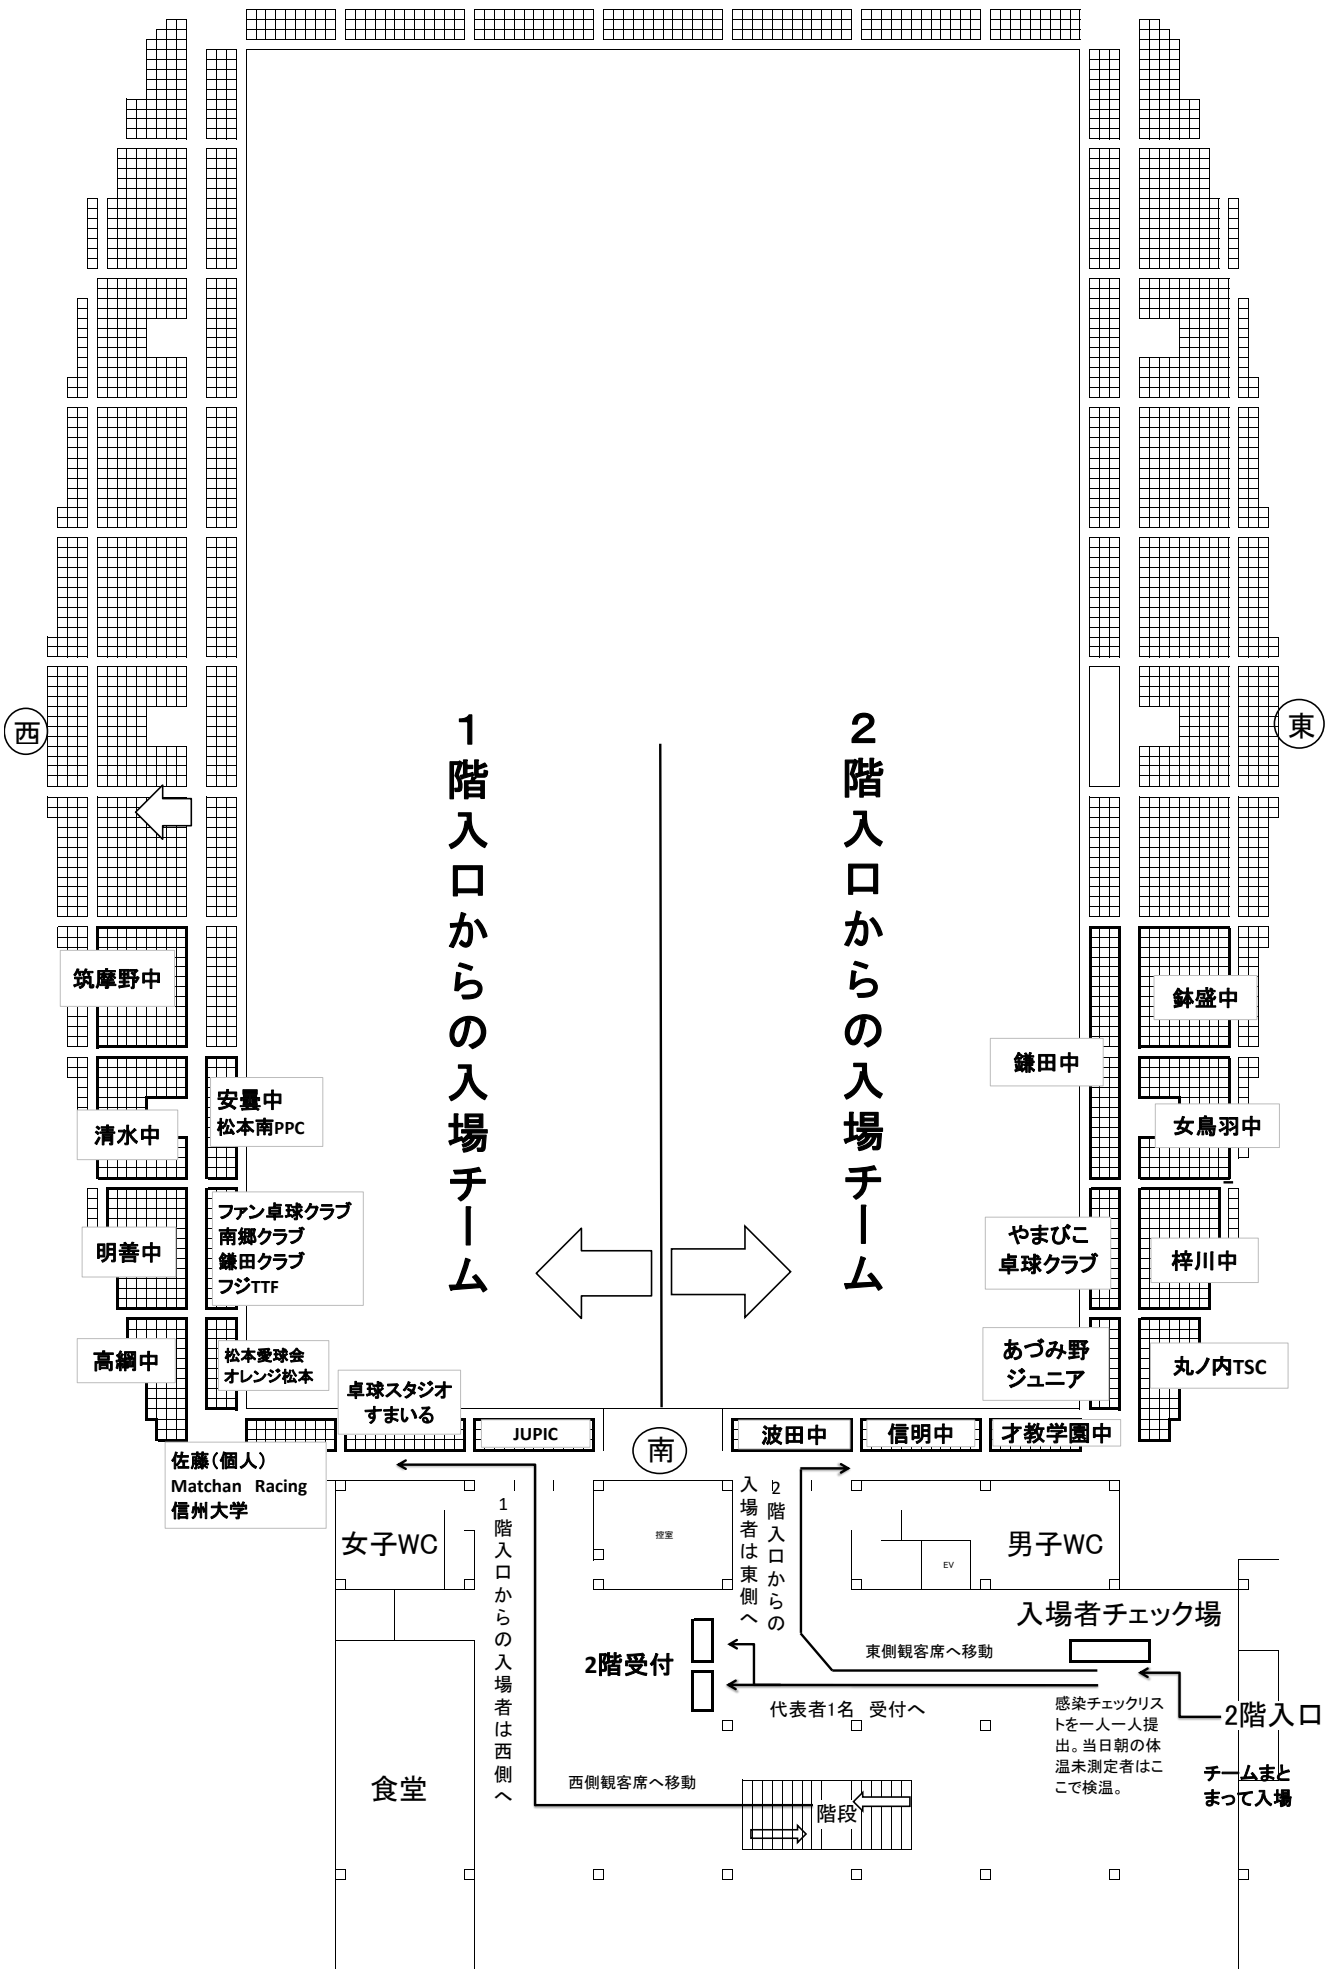 西
東
1階入口からの入場チーム
2階入口からの入場チーム
筑摩野中
鉢盛中
鎌田中
安曇中
松本南PPC
清水中
女鳥羽中
ファン卓球クラブ
南郷クラブ
鎌田クラブ
フジTTF
明善中
やまびこ
卓球クラブ
梓川中
高綱中
松本愛球会
オレンジ松本
卓球スタジオ
すまいる
あづみ野
ジュニア
丸ノ内TSC
JUPIC
南
波田中
信明中
才教学園中
佐藤(個人)
Matchan Racing
信州大学
女子WC
1階入口からの入場者は西側へ
控室
2階入口からの
入場者は東側へ
EV
男子WC
入場者チェック場
2階受付
東側観客席へ移動
代表者1名 受付へ
感染チェックリス
トを一人一人提
出。当日朝の体
温未測定者はこ
こで検温。
2階入口
チームまと
まって入場
食堂
西側観客席へ移動
階段